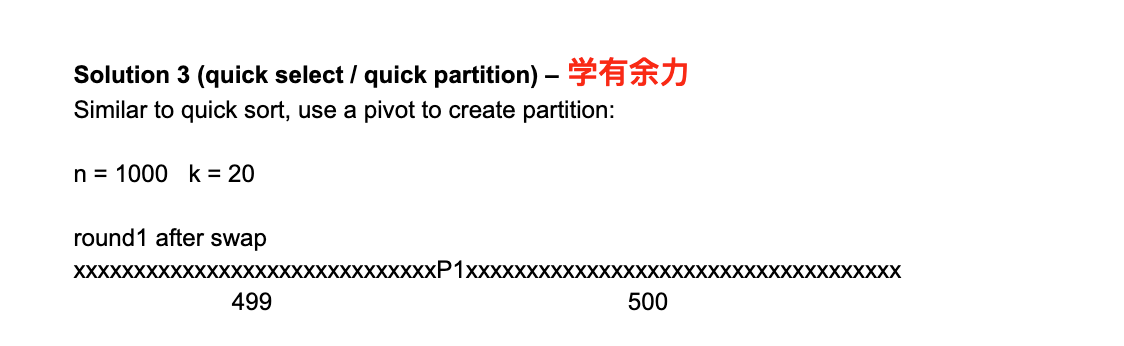 Solution 3 (quick select / quick partition) – 学有余力
Similar to quick sort, use a pivot to create partition:
n = 1000 k = 20
round1 after swap
xxxxxxxxxxxxxxxxxxxxxxxxxxxxxxP1xxxxxxxxxxxxxxxxxxxxxxxxxxxxxxxxxxxx
499 500